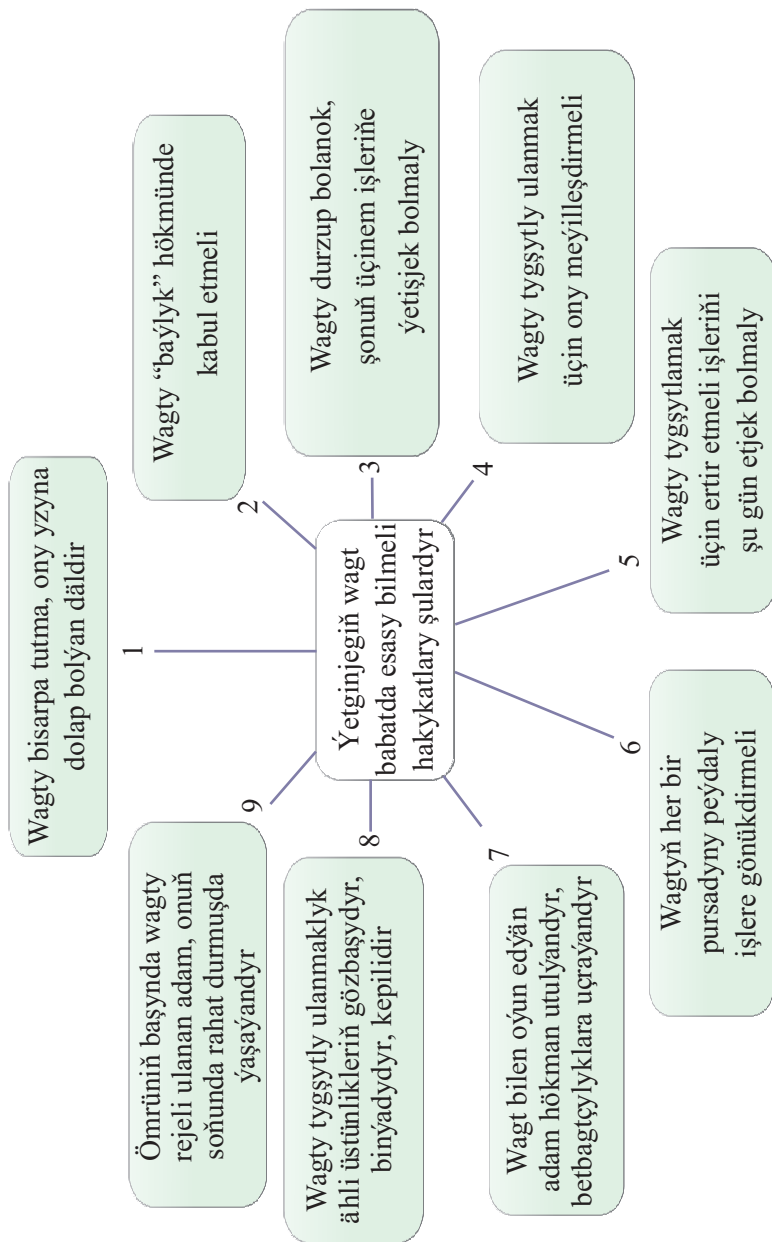 Ýetginjegiň wagt
babatda esasy bilmeli
hakykatlary şulardyr
1
Wagty bisarpa tutma, ony yzyna
dolap bolýan däldir
2
Wagty “baýlyk” hökmünde
kabul etmeli
3
Wagty durzup bolanok,
şonuň üçinem işleriňe
ýetişjek bolmaly
4
Wagty tygşytly ulanmak
üçin ony meýilleşdirmeli
5
Wagty tygşytlamak
üçin ertir etmeli işleriňi
şu gün etjek bolmaly
6
Wagtyň her bir
pursadyny peýdaly
işlere gönükdirmeli
7
Wagt bilen oýun edýän
adam hökman utulýandyr,
betbagtçylyklara uçraýandyr
8
Wagty tygşytly ulanmaklyk
ähli üstünlikleriň gözbaşydyr,
binýadydyr, kepilidir
9
Ömrüniň başynda wagty
rejeli ulanan adam, onuň
soňunda rahat durmuşda
ýaşaýandyr